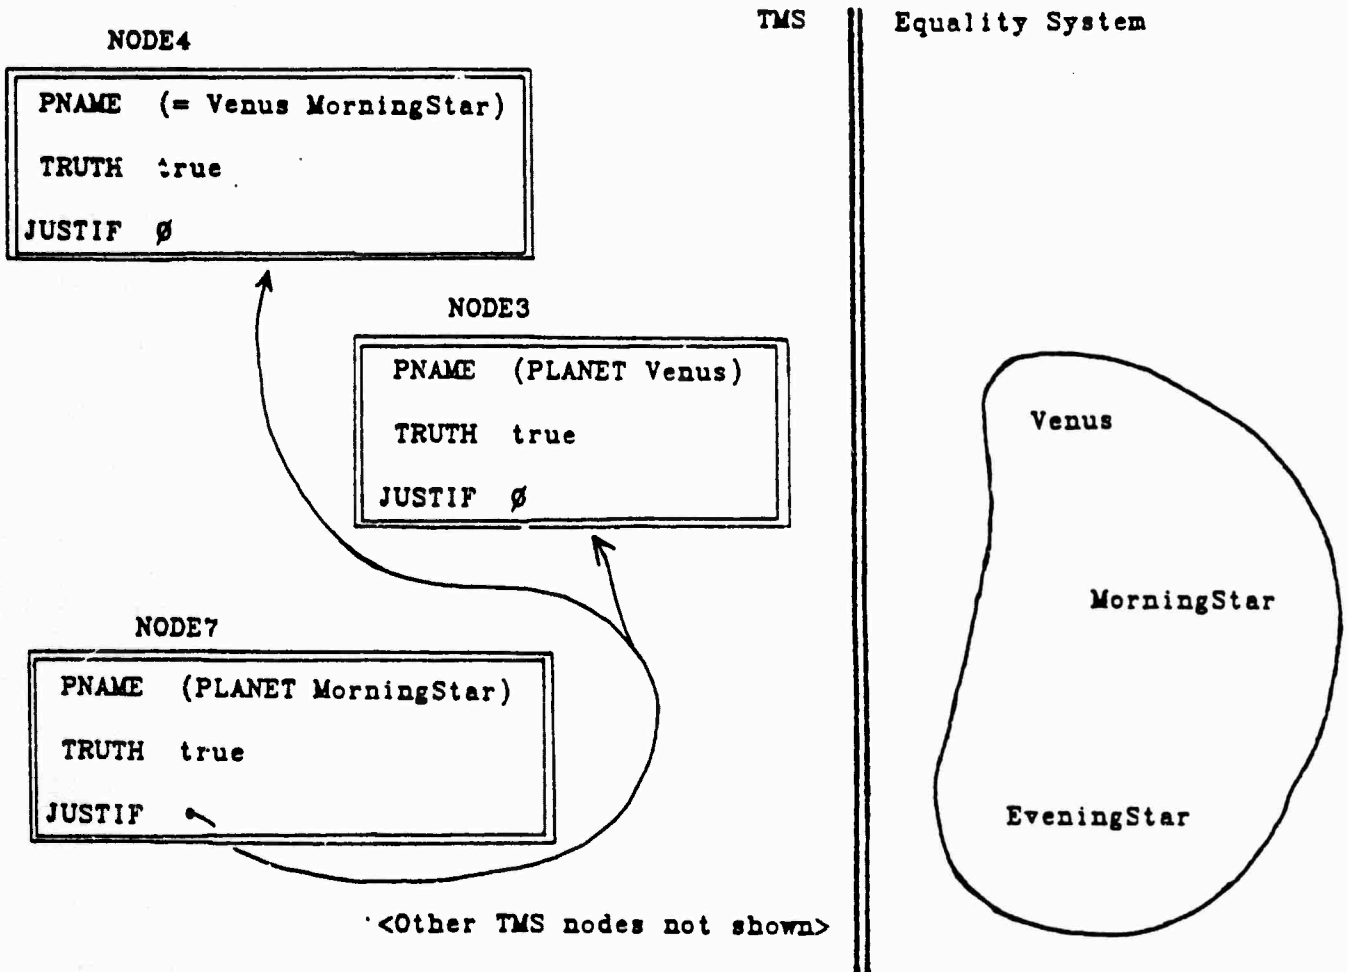 TMS
Equality System
NODE4
PNAME (= Venus MorningStar)
TRUTH true
JUSTIF Ø
NODE3
PNAME (PLANET Venus)
TRUTH true
JUSTIF Ø
NODE7
PNAME (PLANET MorningStar)
TRUTH true
JUSTIF
<Other TMS nodes not shown>
Venus
MorningStar
EveningStar